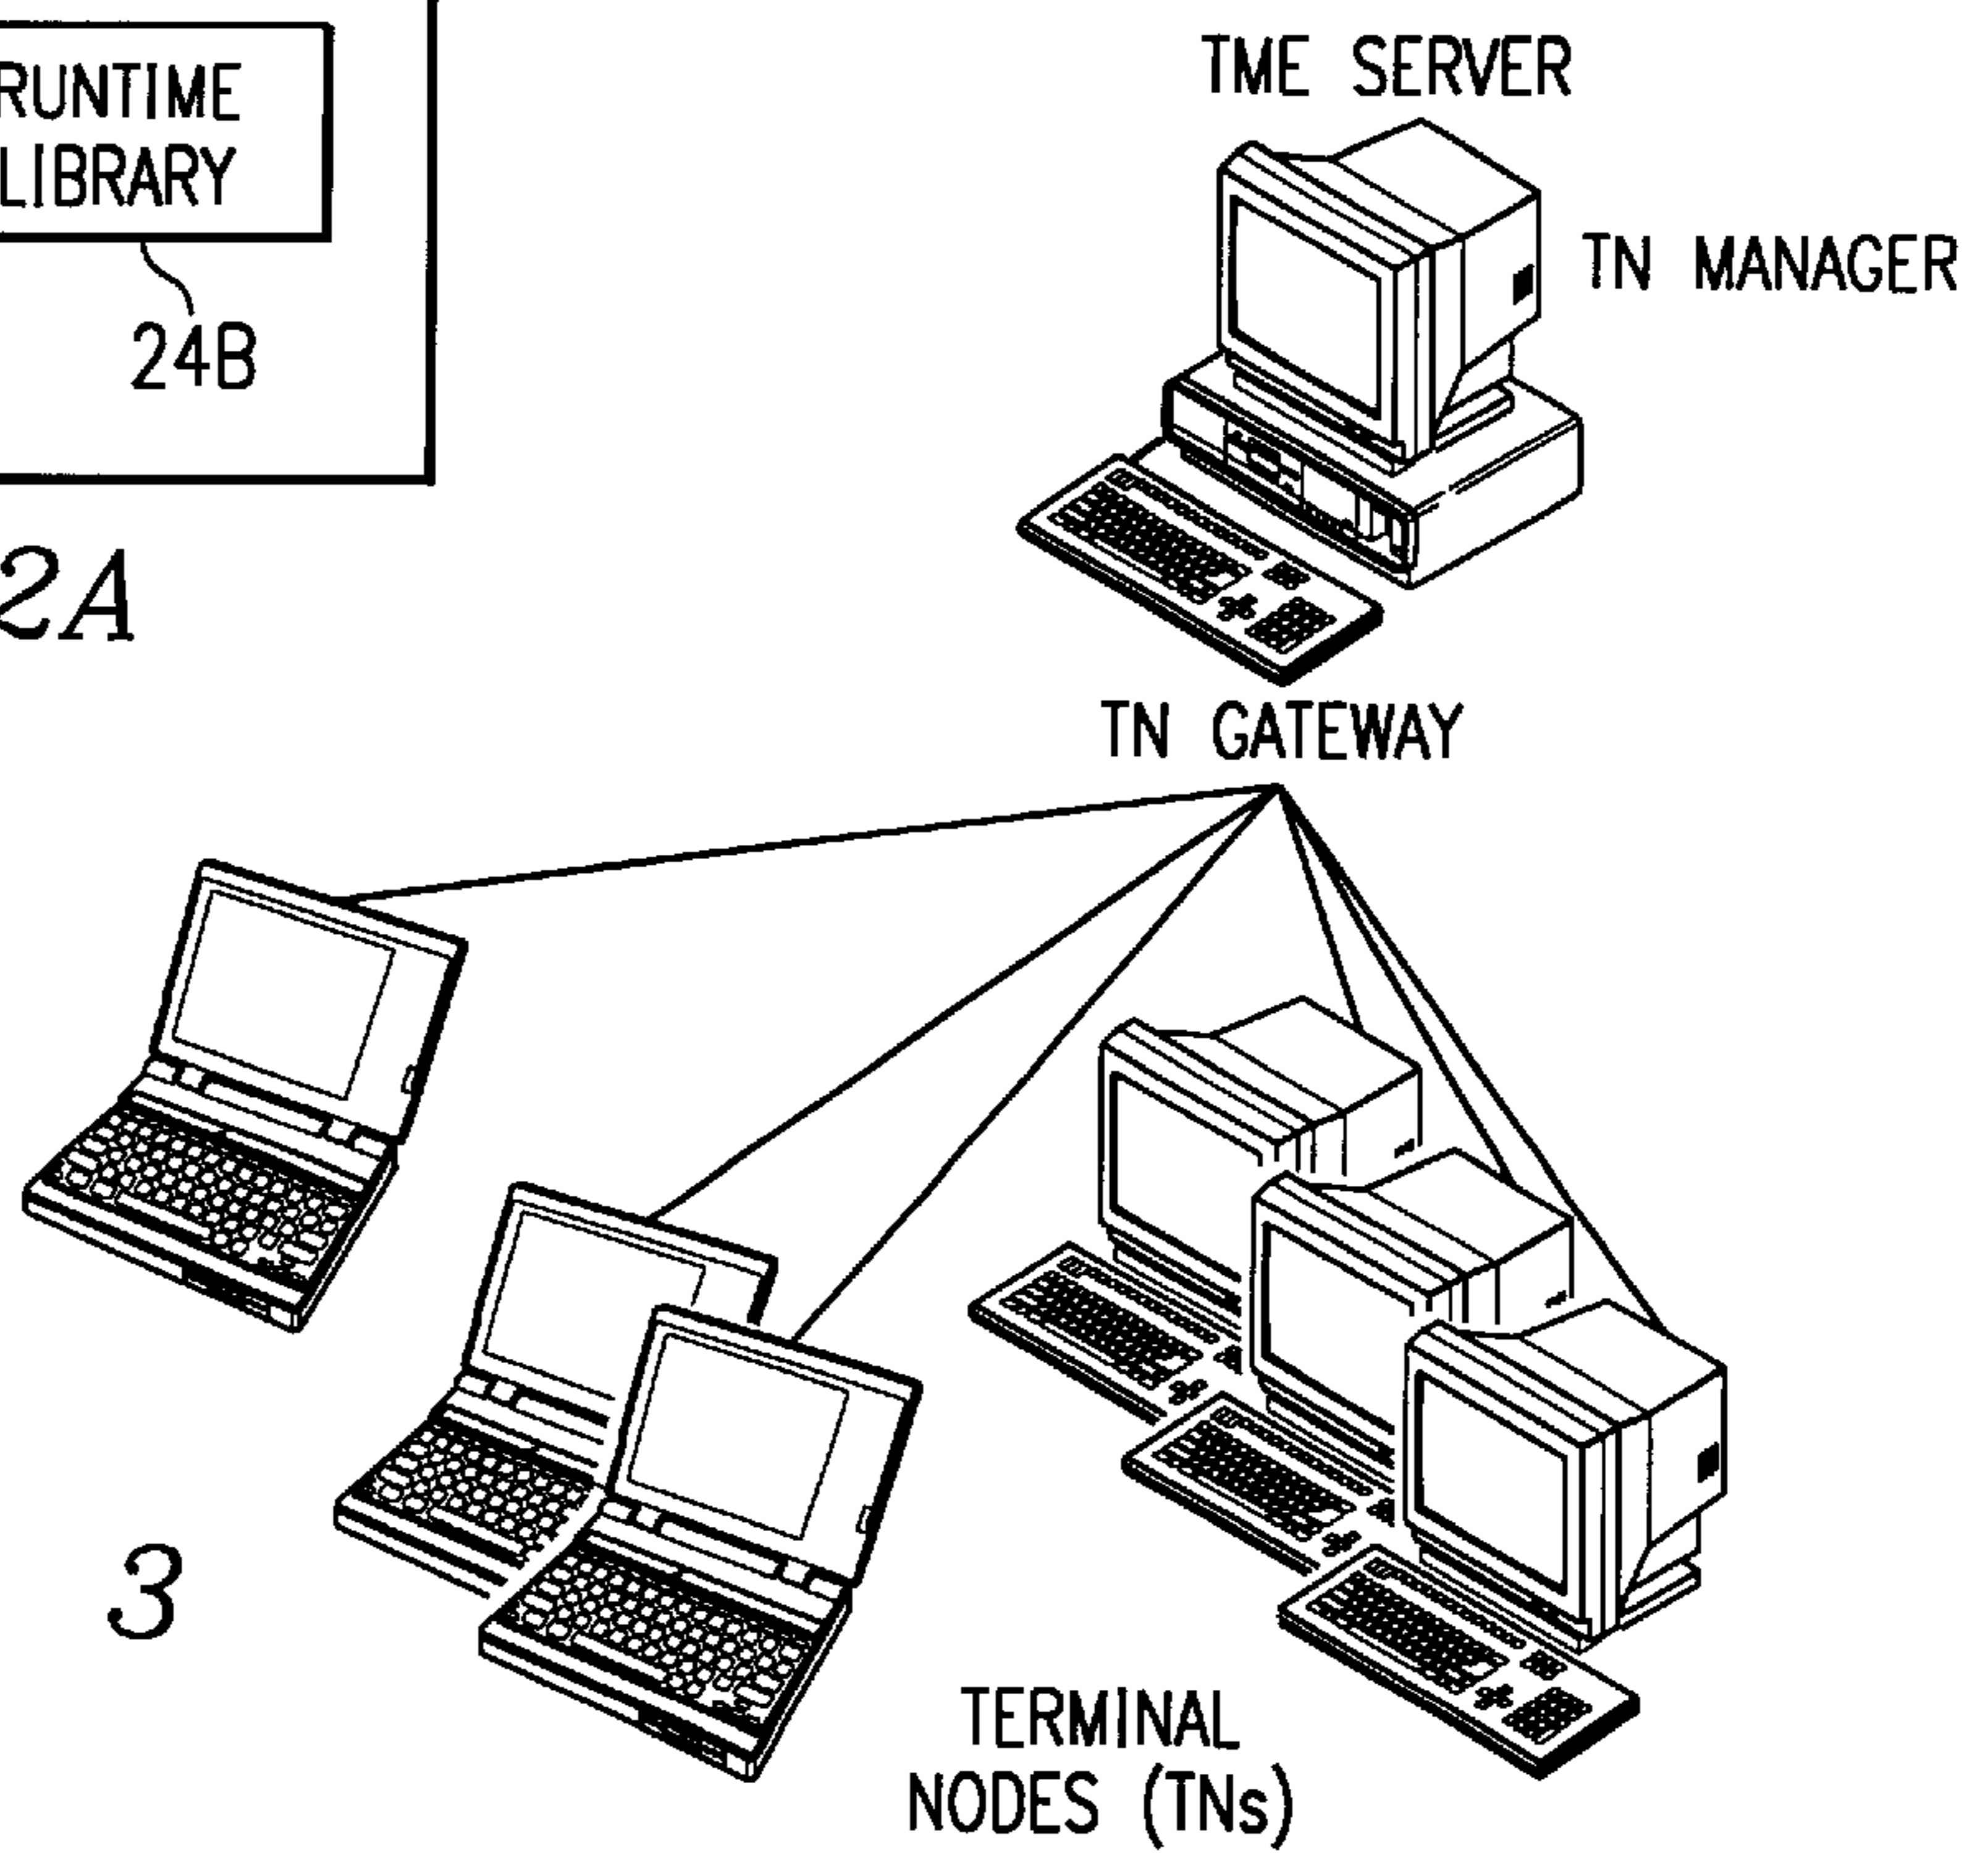 RUNTIME
LIBRARY
24B
2A
TME SERVER
TN MANAGER
TN GATEWAY
3
TERMINAL
NODES (TNs)